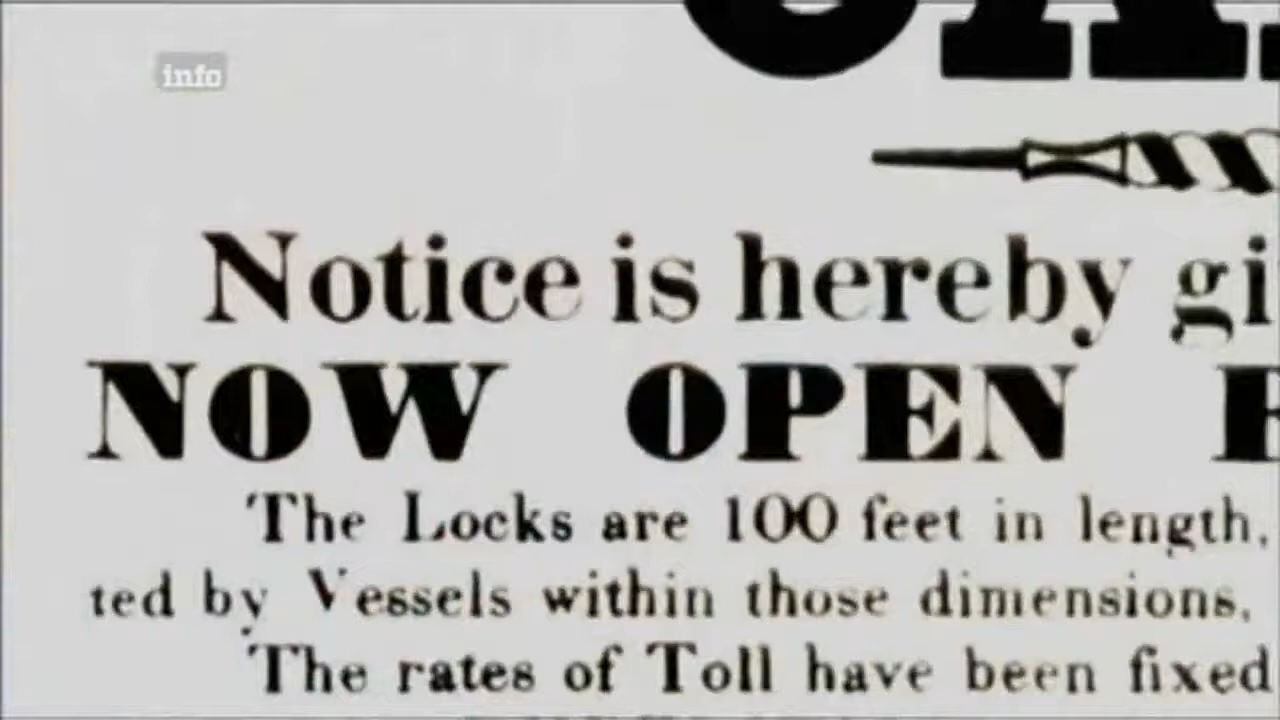 info
Notice is hereby gi
NOW OPEN
The Locks are 100 feet in length,
ted by Vessels within those dimensions,
The rates of Toll have been fixed